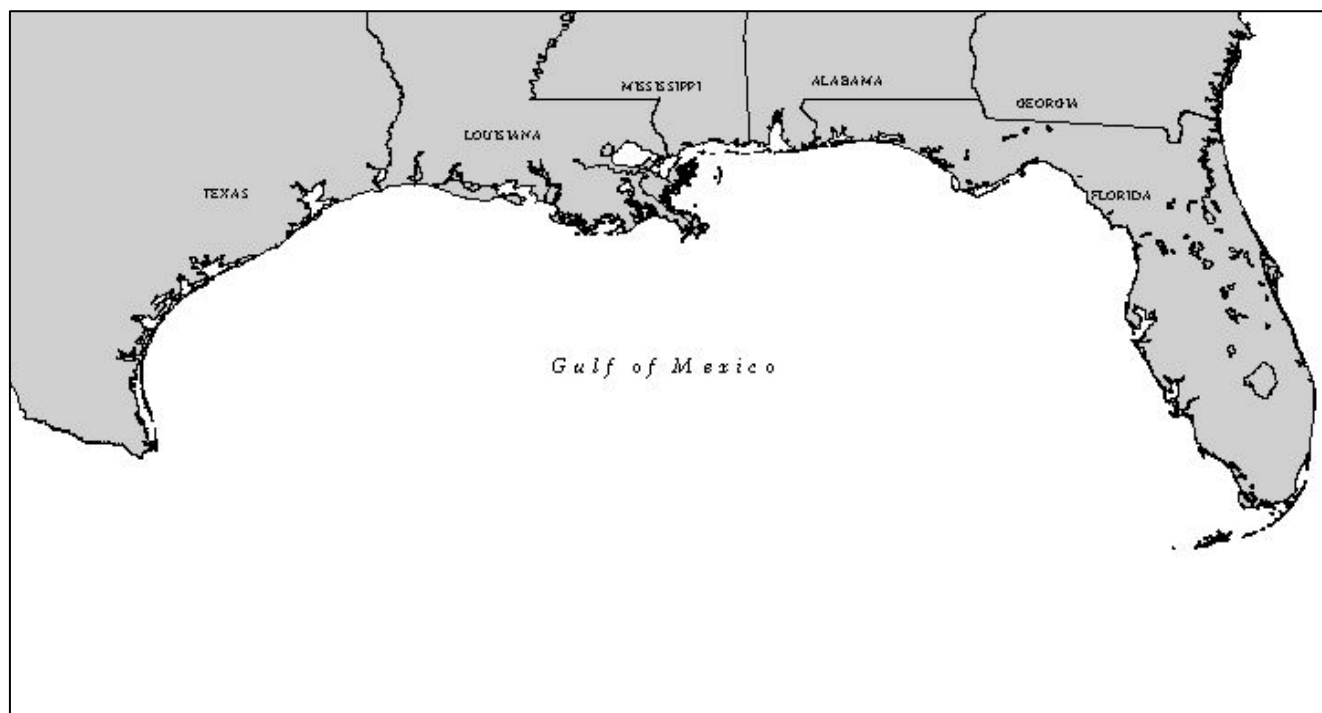 ALABAMA
MISSISSIPPI
GEORGIA
LOUISIANA
TEXAS
FLORIDA
Gulf of Mexico